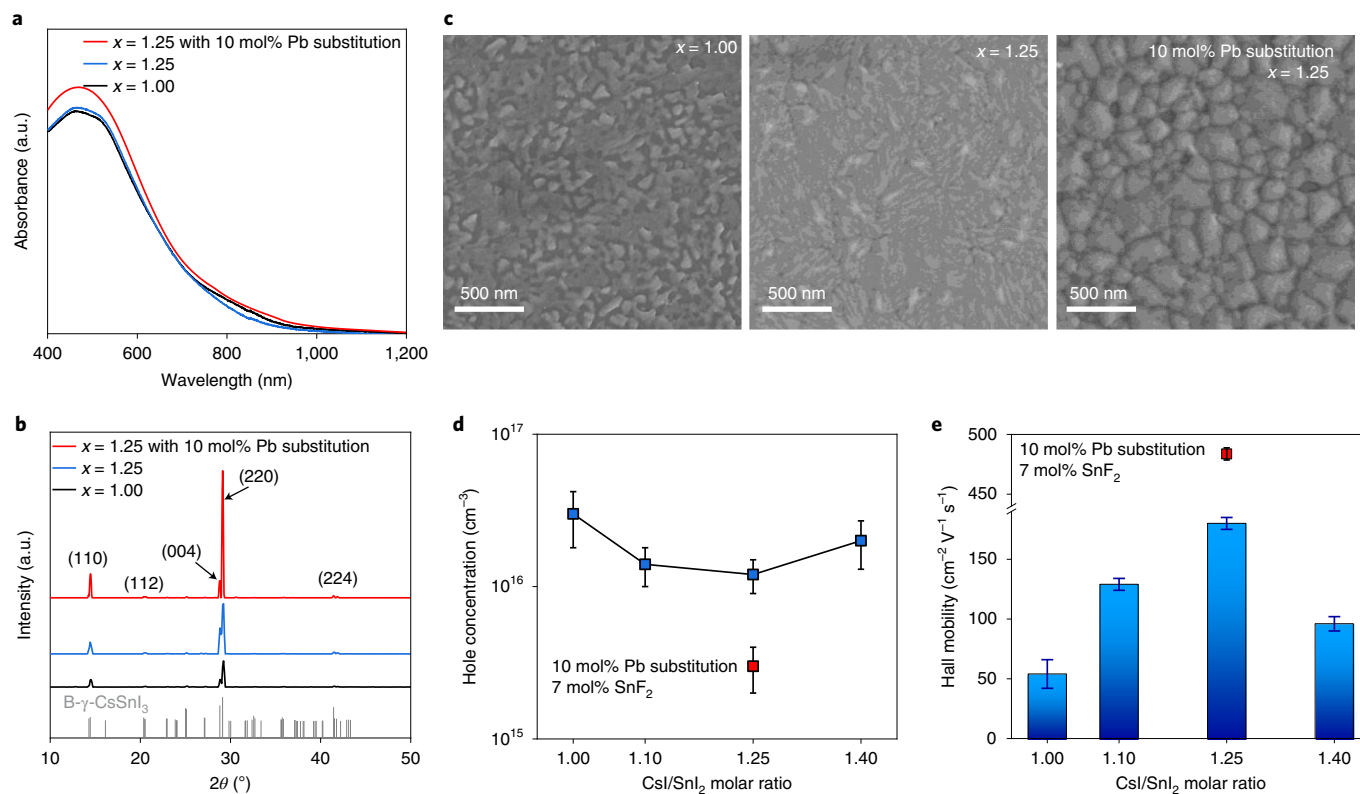 a
x = 1.25 with 10 mol% Pb substitution
x = 1.25
x = 1.00
Absorbance (a.u.)
400 600 800 1,000 1,200
Wavelength (nm)
c
x = 1.00
500 nm
x = 1.25
500 nm
10 mol% Pb substitution
x = 1.25
500 nm
b
x = 1.25 with 10 mol% Pb substitution
x = 1.25
x = 1.00
(220)
(004)
(110)
(112)
(224)
B-γ-CsSnI₃
Intensity (a.u.)
10 20 30 40 50
2θ (°)
d
10¹⁷
10¹⁶
10¹⁵
Hole concentration (cm⁻³)
10 mol% Pb substitution
7 mol% SnF₂
1.00 1.10 1.25 1.40
CsI/SnI₂ molar ratio
e
500
450
200
150
100
50
0
Hall mobility (cm⁻² V⁻¹ s⁻¹)
10 mol% Pb substitution
7 mol% SnF₂
1.00 1.10 1.25 1.40
CsI/SnI₂ molar ratio